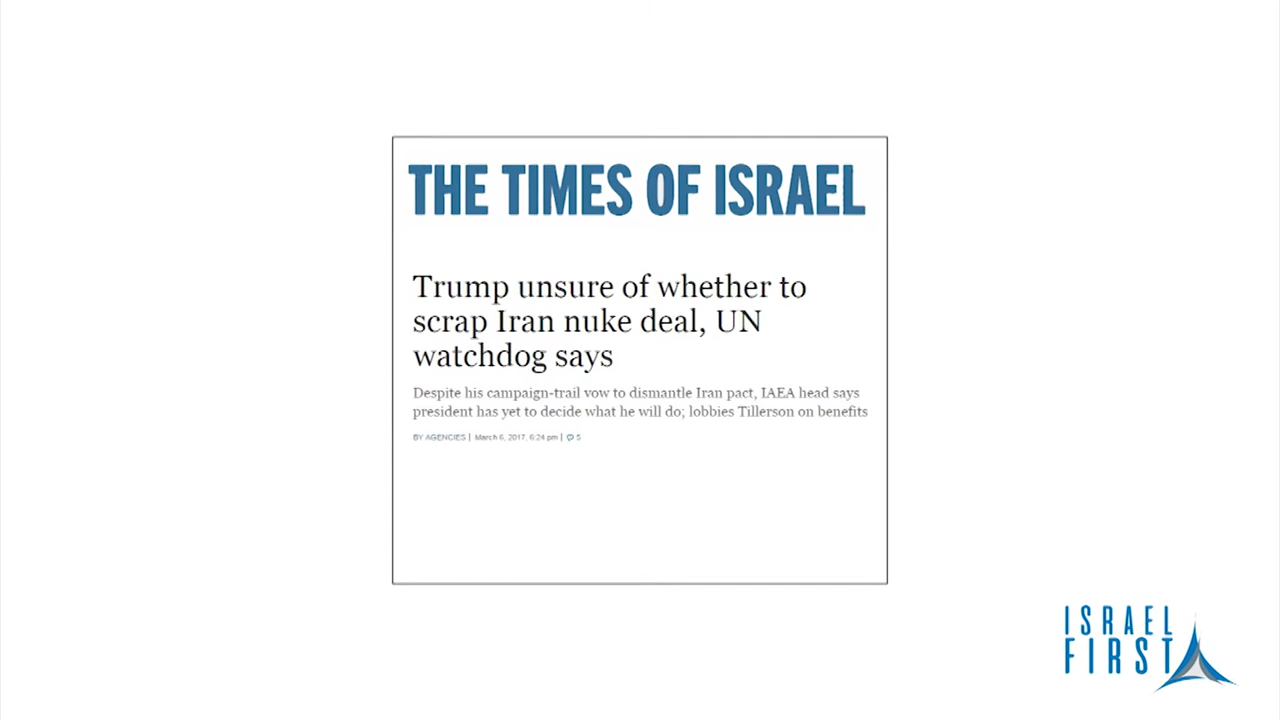 THE TIMES OF ISRAEL
Trump unsure of whether to
scrap Iran nuke deal, UN
watchdog says
Despite his campaign-trail vow to dismantle Iran pact, IAEA head says
president has yet to decide what he will do; lobbies Tillerson on benefits
BY AGENCIES | March 6, 2017, 6:24 pm | 5
ISRAEL
FIRST